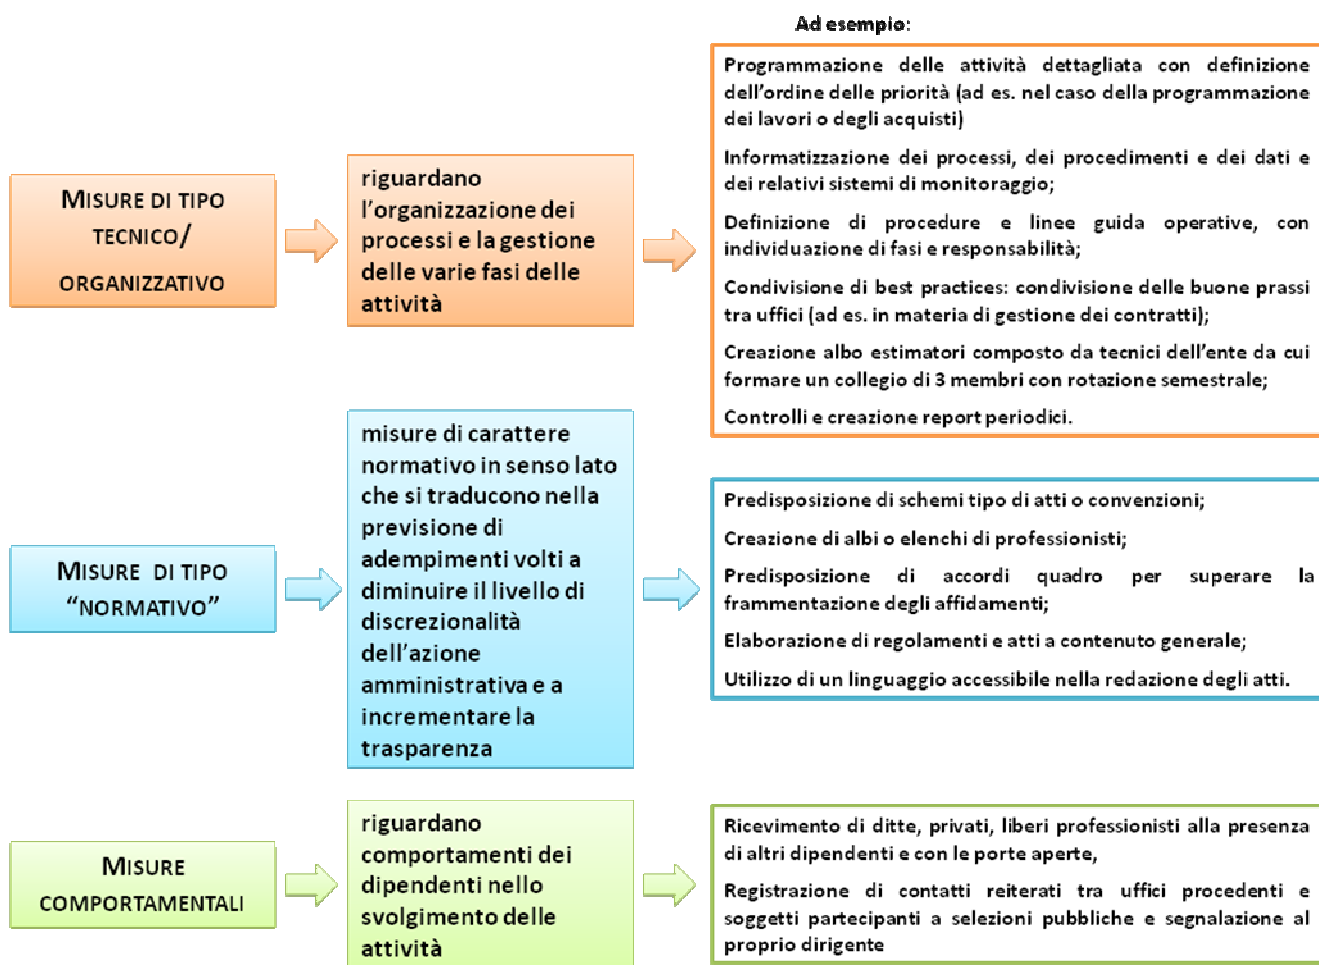 Ad esempio:
MISURE DI TIPO
TECNICO/
ORGANIZZATIVO
riguardano
l'organizzazione dei
processi e la gestione
delle varie fasi delle
attività
Programmazione delle attività dettagliata con definizione
dell'ordine delle priorità (ad es. nel caso della programmazione
dei lavori o degli acquisti)
Informatizzazione dei processi, dei procedimenti e dei dati e
dei relativi sistemi di monitoraggio;
Definizione di procedure e linee guida operative, con
individuazione di fasi e responsabilità;
Condivisione di best practices: condivisione delle buone prassi
tra uffici (ad es. in materia di gestione dei contratti);
Creazione albo estimatori composto da tecnici dell'ente da cui
formare un collegio di 3 membri con rotazione semestrale;
Controlli e creazione report periodici.
MISURE DI TIPO
"NORMATIVO"
misure di carattere
normativo in senso lato
che si traducono nella
previsione di
adempimenti volti a
diminuire il livello di
discrezionalità
dell'azione
amministrativa e a
incrementare la
trasparenza
Predisposizione di schemi tipo di atti o convenzioni;
Creazione di albi o elenchi di professionisti;
Predisposizione di accordi quadro per superare la
frammentazione degli affidamenti;
Elaborazione di regolamenti e atti a contenuto generale;
Utilizzo di un linguaggio accessibile nella redazione degli atti.
MISURE
COMPORTAMENTALI
riguardano
comportamenti dei
dipendenti nello
svolgimento delle
attività
Ricevimento di ditte, privati, liberi professionisti alla presenza
di altri dipendenti e con le porte aperte,
Registrazione di contatti reiterati tra uffici procedenti e
soggetti partecipanti a selezioni pubbliche e segnalazione al
proprio dirigente